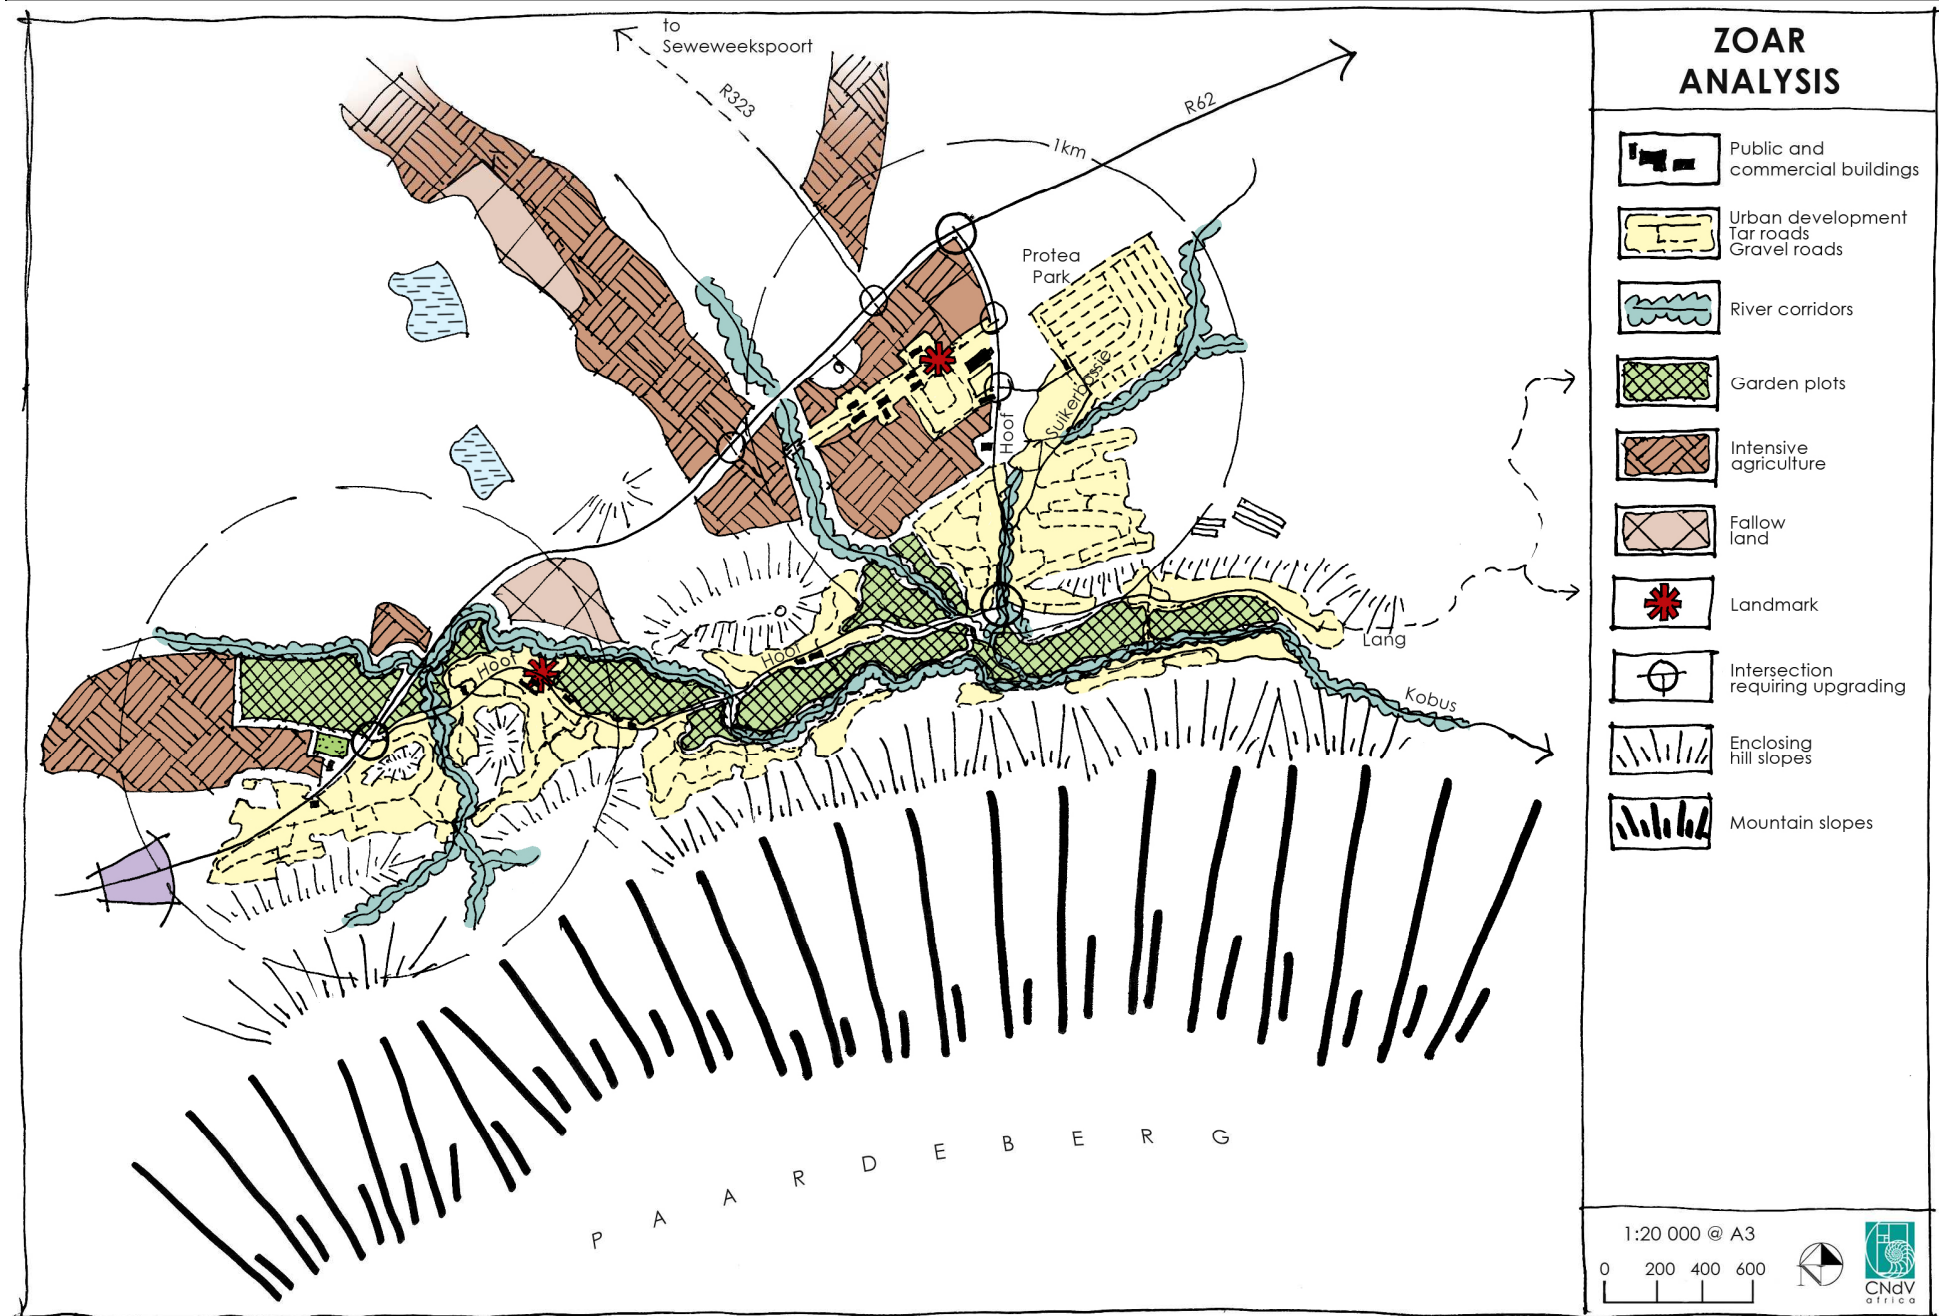 to
Seweweekspoort
R323
R62
1km
Protea
Park
Suikerbossie
Hoof
Hoof
Hoof
Lang
Kobus
PAARDEBERG
ZOAR
ANALYSIS
Public and
commercial buildings
Urban development
Tar roads
Gravel roads
River corridors
Garden plots
Intensive
agriculture
Fallow
land
Landmark
Intersection
requiring upgrading
Enclosing
hill slopes
Mountain slopes
1:20 000 @ A3
0 200 400 600
N
CNdV
africa